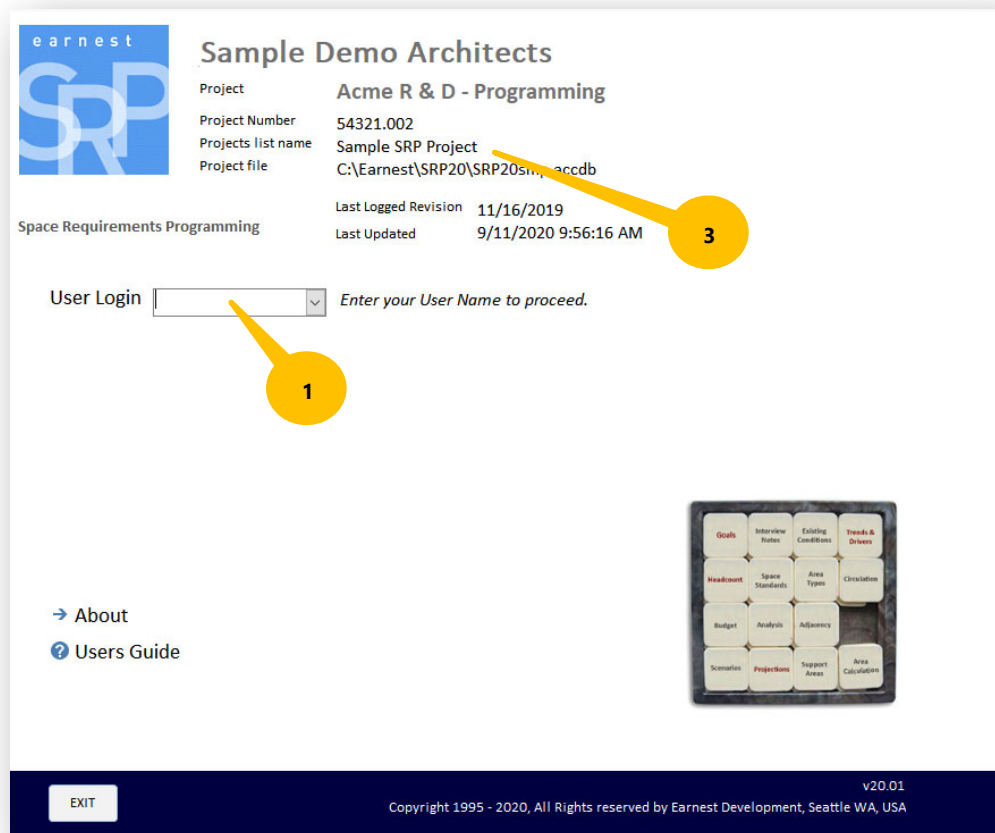 earnest
SRP
Sample Demo Architects
Project Acme R & D - Programming
Project Number 54321.002
Projects list name Sample SRP Project
Project file C:\Earnest\SRP20\SRP20sm accdb
Last Logged Revision 11/16/2019
Last Updated 9/11/2020 9:56:16 AM
3
Space Requirements Programming
User Login Enter your User Name to proceed.
1
Goals Interview Notes Existing Conditions Trends & Drivers
Headcount Space Standards Area Types Circulation
Budget Analysis Adjacency
Scenarios Projections Support Areas Area Calculation
About
Users Guide
v20.01
EXIT
Copyright 1995 - 2020, All Rights reserved by Earnest Development, Seattle WA, USA